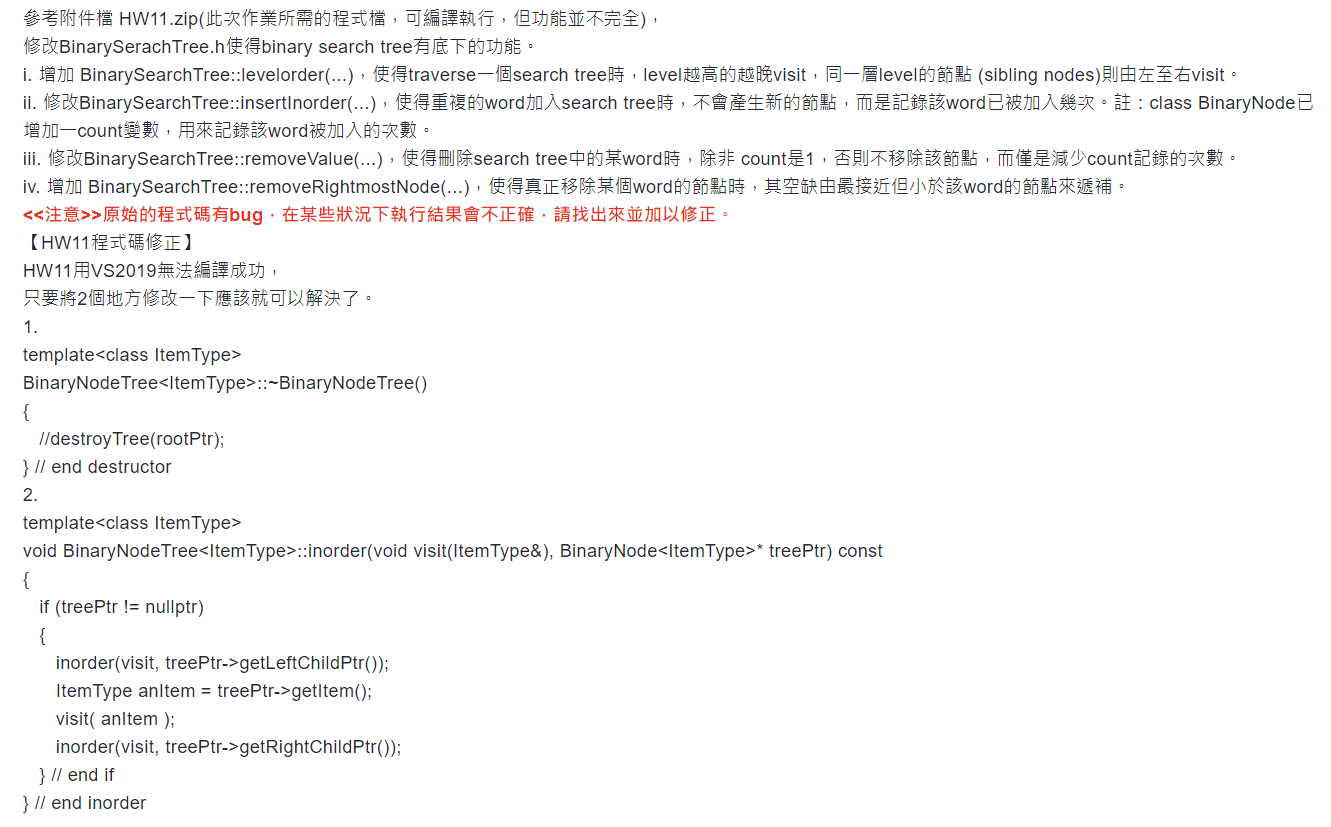 參考附件檔 HW11.zip(此次作業所需的程式檔，可編譯執行，但功能並不完全)，
修改BinarySerachTree.h使得binary search tree有底下的功能。
i. 增加 BinarySearchTree::levelorder(...)，使得traverse一個search tree時，level越高的越晚visit，同一層level的節點 (sibling nodes)則由左至右visit。
ii. 修改BinarySearchTree::insertInorder(...)，使得重複的word加入search tree時，不會產生新的節點，而是記錄該word已被加入幾次。註：class BinaryNode已
增加一count變數，用來記錄該word被加入的次數。
iii. 修改BinarySearchTree::removeValue(...)，使得刪除search tree中的某word時，除非 count是1，否則不移除該節點，而僅是減少count記錄的次數。
iv. 增加 BinarySearchTree::removeRightmostNode(...)，使得真正移除某個word的節點時，其空缺由最接近但小於該word的節點來遞補。
<<注意>>原始的程式碼有bug，在某些狀況下執行結果會不正確，請找出來並加以修正。
【HW11程式碼修正】
HW11用VS2019無法編譯成功，
只要將2個地方修改一下應該就可以解決了。
1.
template<class ItemType>
BinaryNodeTree<ItemType>::~BinaryNodeTree()
{
//destroyTree(rootPtr);
} // end destructor
2.
template<class ItemType>
void BinaryNodeTree<ItemType>::inorder(void visit(ItemType&), BinaryNode<ItemType>* treePtr) const
{
if (treePtr != nullptr)
{
inorder(visit, treePtr->getLeftChildPtr());
ItemType anItem = treePtr->getItem();
visit( anItem );
inorder(visit, treePtr->getRightChildPtr());
} // end if
} // end inorder